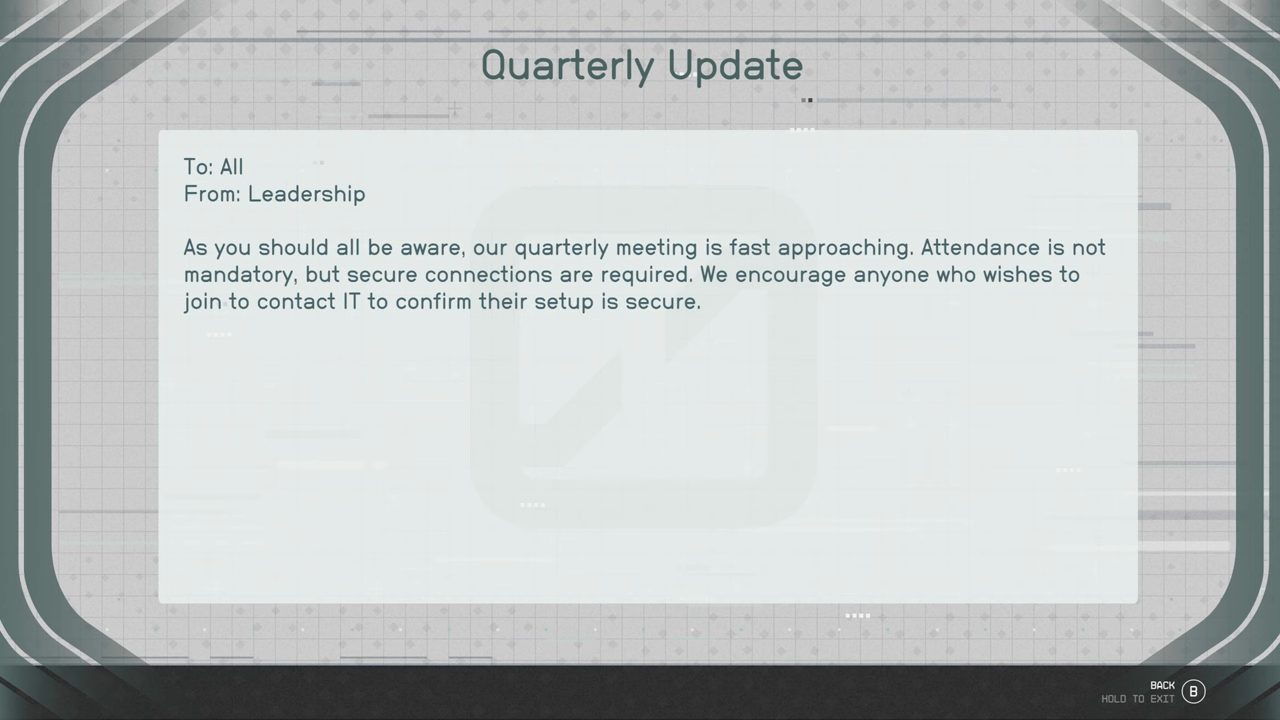 Quarterly Update
To: All
From: Leadership
As you should all be aware, our quarterly meeting is fast approaching. Attendance is not
mandatory, but secure connections are required. We encourage anyone who wishes to
join to contact IT to confirm their setup is secure.
BACK
HOLD TO EXIT
B